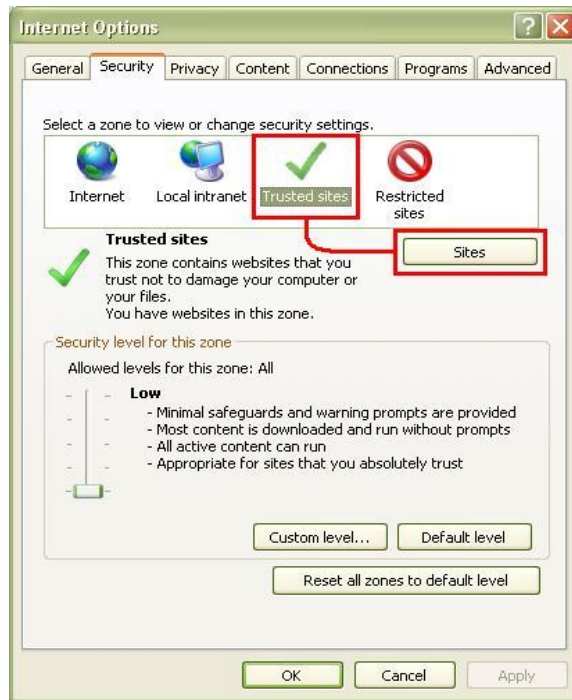 Internet Options
General Security Privacy Content Connections Programs Advanced
Select a zone to view or change security settings.
Internet Local intranet Trusted sites Restricted
sites
Trusted sites
Sites
This zone contains websites that you
trust not to damage your computer or
your files.
You have websites in this zone.
Security level for this zone
Allowed levels for this zone: All
Low
- Minimal safeguards and warning prompts are provided
- Most content is downloaded and run without prompts
- All active content can run
- Appropriate for sites that you absolutely trust
Custom level... Default level
Reset all zones to default level
OK Cancel Apply